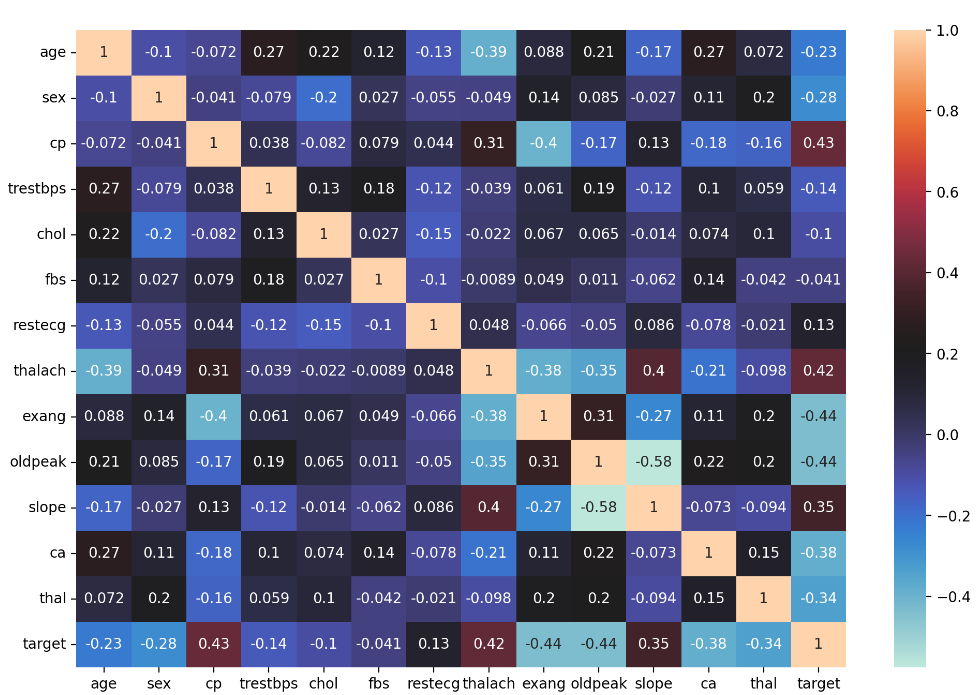 1.0
age 1 -0.1 -0.072 0.27 0.22 0.12 -0.13 -0.39 0.088 0.21 -0.17 0.27 0.072 -0.23
sex -0.1 1 -0.041 -0.079 -0.2 0.027 -0.055 -0.049 0.14 0.085 -0.027 0.11 0.2 -0.28
0.8
cp -0.072 -0.041 1 0.038 -0.082 0.079 0.044 0.31 -0.4 -0.17 0.13 -0.18 -0.16 0.43
trestbps 0.27 -0.079 0.038 1 0.13 0.18 -0.12 -0.039 0.061 0.19 -0.12 0.1 0.059 -0.14
0.6
chol 0.22 -0.2 -0.082 0.13 1 0.027 -0.15 -0.022 0.067 0.065 -0.014 0.074 0.1 -0.1
fbs 0.12 0.027 0.079 0.18 0.027 1 -0.1 -0.0089 0.049 0.011 -0.062 0.14 -0.042 -0.041
0.4
restecg -0.13 -0.055 0.044 -0.12 -0.15 -0.1 1 0.048 -0.066 -0.05 0.086 -0.078 -0.021 0.13
0.2
thalach -0.39 -0.049 0.31 -0.039 -0.022 -0.0089 0.048 1 -0.38 -0.35 0.4 -0.21 -0.098 0.42
exang 0.088 0.14 -0.4 0.061 0.067 0.049 -0.066 -0.38 1 0.31 -0.27 0.11 0.2 -0.44
0.0
oldpeak 0.21 0.085 -0.17 0.19 0.065 0.011 -0.05 -0.35 0.31 1 -0.58 0.22 0.2 -0.44
slope -0.17 -0.027 0.13 -0.12 -0.014 -0.062 0.086 0.4 -0.27 -0.58 1 -0.073 -0.094 0.35
−0.2
ca 0.27 0.11 -0.18 0.1 0.074 0.14 -0.078 -0.21 0.11 0.22 -0.073 1 0.15 -0.38
thal 0.072 0.2 -0.16 0.059 0.1 -0.042 -0.021 -0.098 0.2 0.2 -0.094 0.15 1 -0.34
−0.4
target -0.23 -0.28 0.43 -0.14 -0.1 -0.041 0.13 0.42 -0.44 -0.44 0.35 -0.38 -0.34 1
age sex cp trestbps chol fbs restecg thalach exang oldpeak slope ca thal target